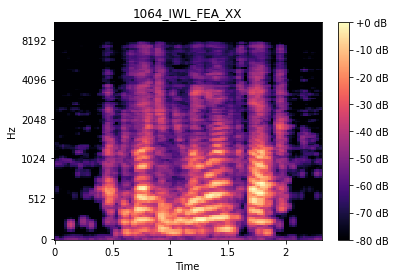 1064_IWL_FEA_XX
+0 dB
8192
-10 dB
4096
-20 dB
-30 dB
2048
Hz
-40 dB
1024
-50 dB
512
-60 dB
-70 dB
0
-80 dB
0 0.5 1 1.5 2
Time